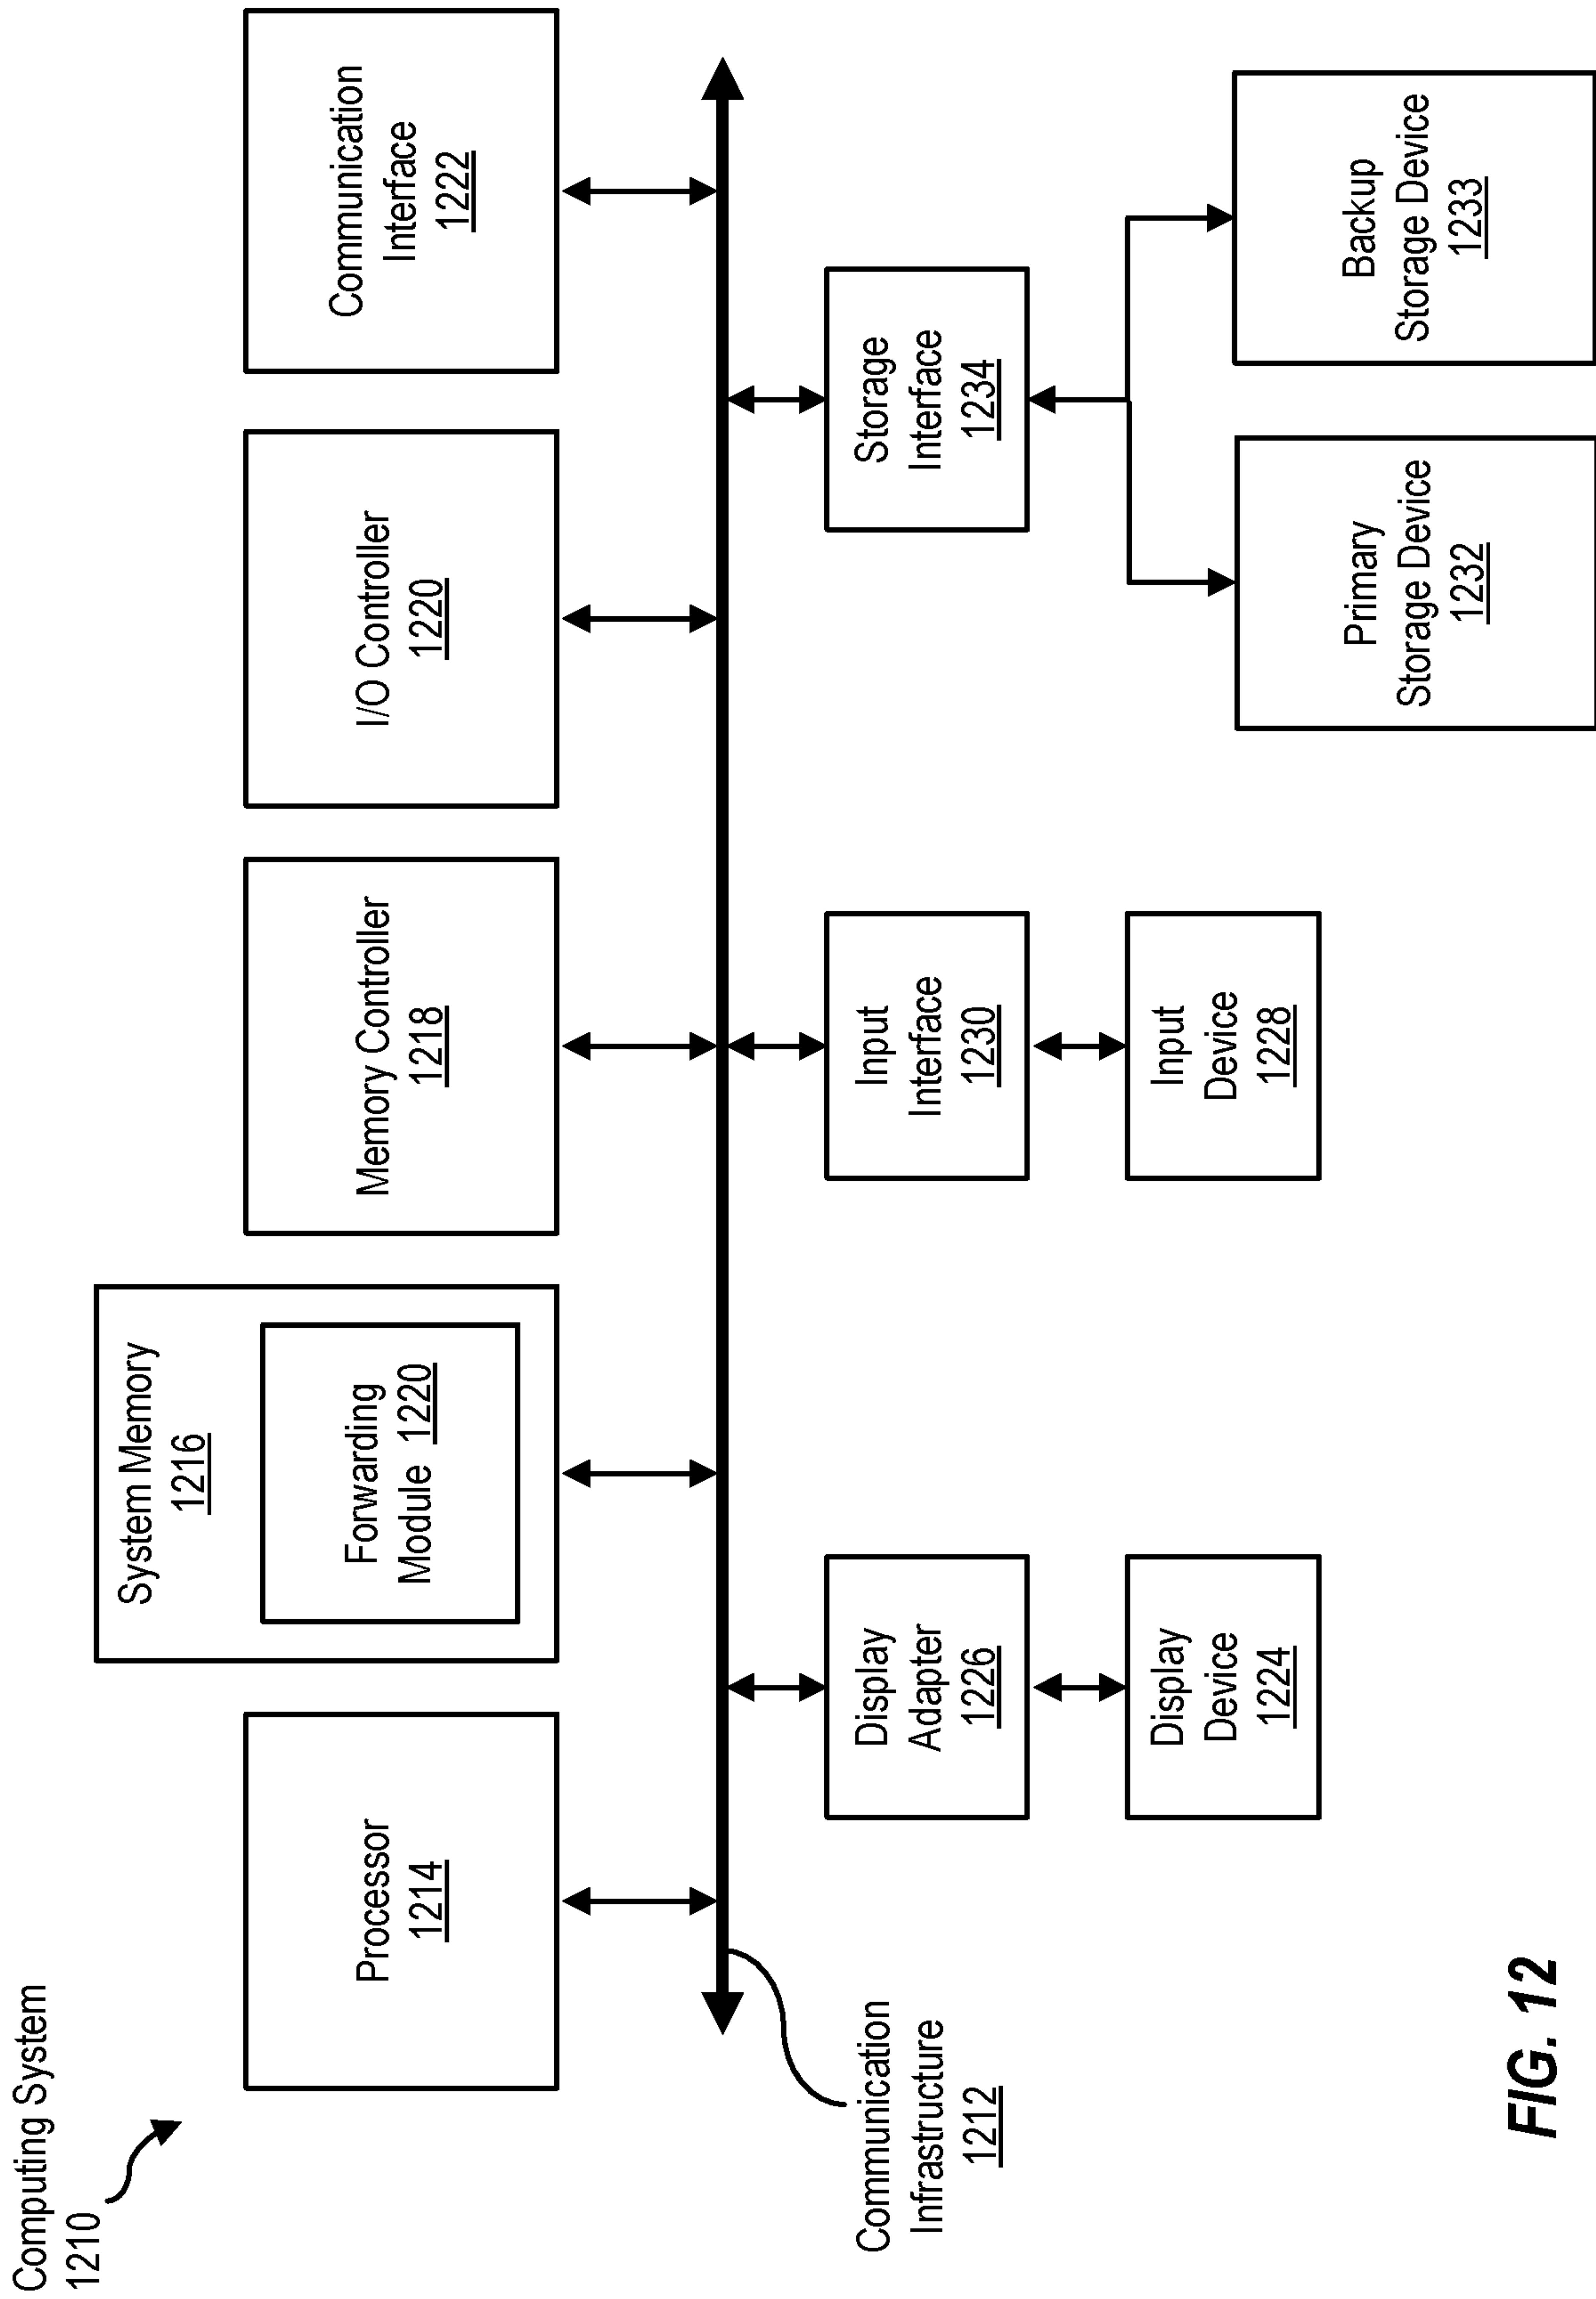 Computing System
1210
Processor
1214
System Memory
1216
Forwarding
Module 1220
Memory Controller
1218
I/O Controller
1220
Communication
Interface
1222
Communication
Infrastructure
1212
Display
Adapter
1226
Input
Interface
1230
Storage
Interface
1234
Display
Device
1224
Input
Device
1228
Primary
Storage Device
1232
Backup
Storage Device
1233
FIG. 12